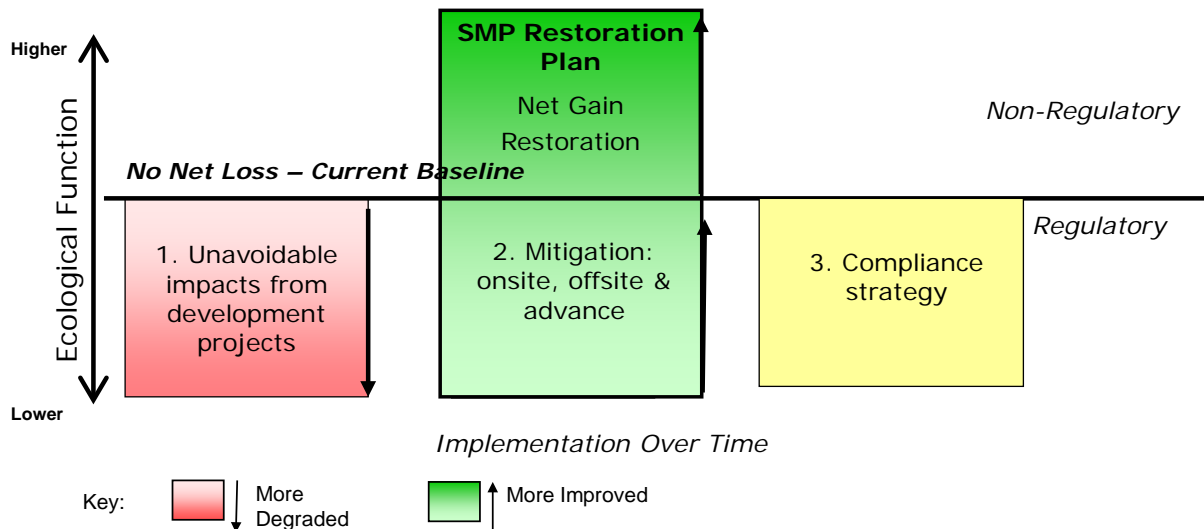 Higher
Ecological Function
Lower
SMP Restoration
Plan
Net Gain
Restoration
Non-Regulatory
No Net Loss – Current Baseline
Regulatory
1. Unavoidable
impacts from
development
projects
2. Mitigation:
onsite, offsite &
advance
3. Compliance
strategy
Implementation Over Time
Key:
More
Degraded
More Improved